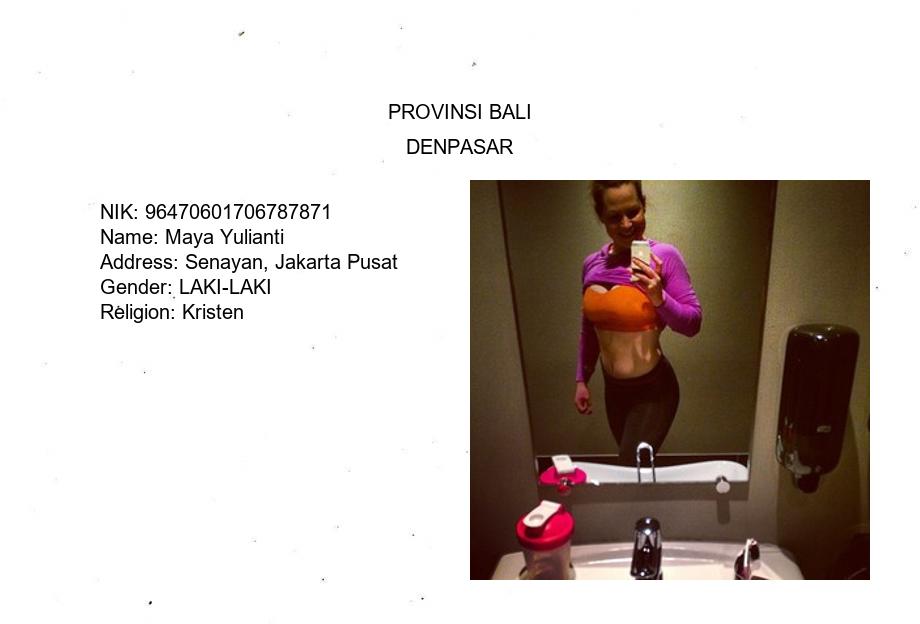 PROVINSI BALI
DENPASAR
NIK: 96470601706787871
Name: Maya Yulianti
Address: Senayan, Jakarta Pusat
Gender: LAKI-LAKI
Religion: Kristen